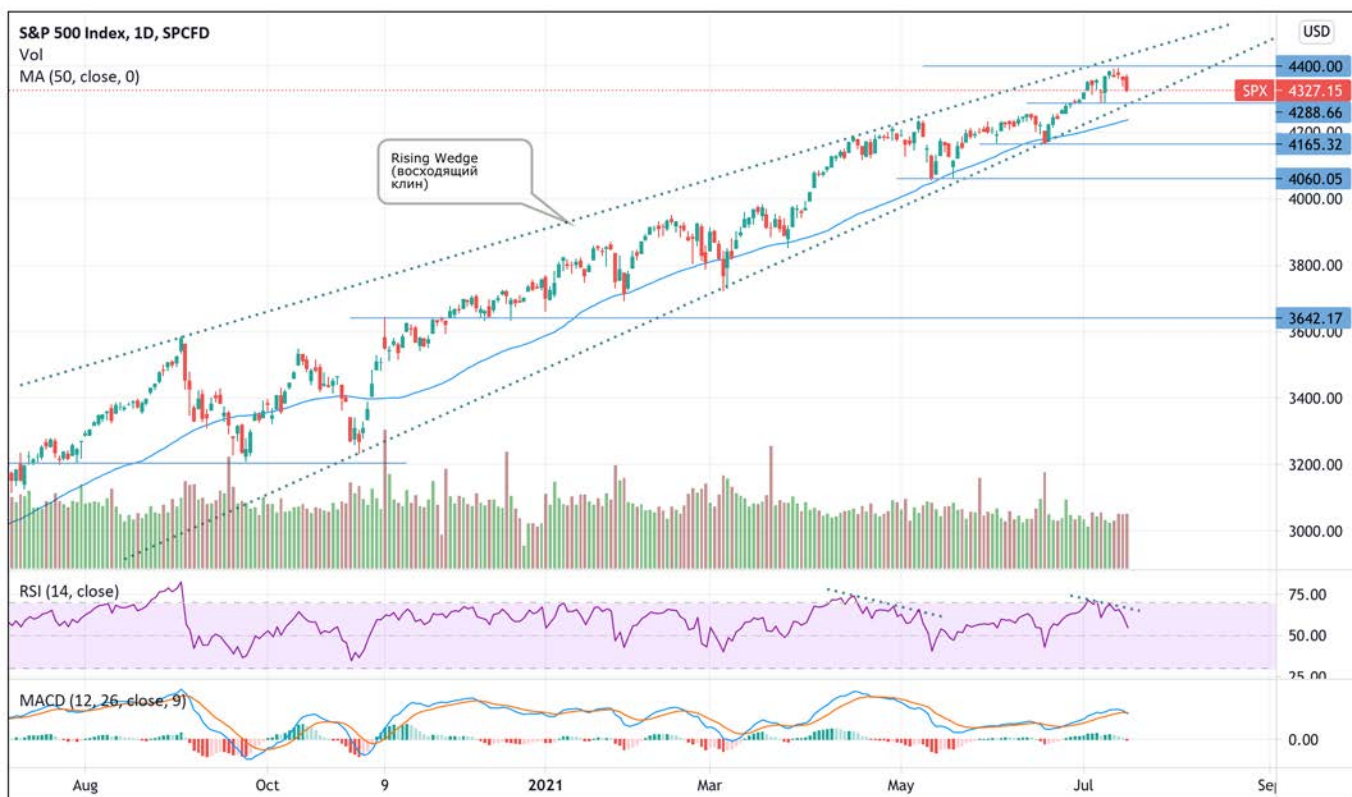 S&P 500 Index, 1D, SPCFD
Vol
MA (50, close, 0)
USD
Rising Wedge
(восходящий
клин)
4400.00
SPX 4327.15
4288.66
4200.00
4165.32
4060.05
4000.00
3800.00
3642.17
3600.00
3400.00
3200.00
3000.00
RSI (14, close)
75.00
50.00
25.00
MACD (12, 26, close, 9)
0.00
Aug Oct 9 2021 Mar May Jul Sep